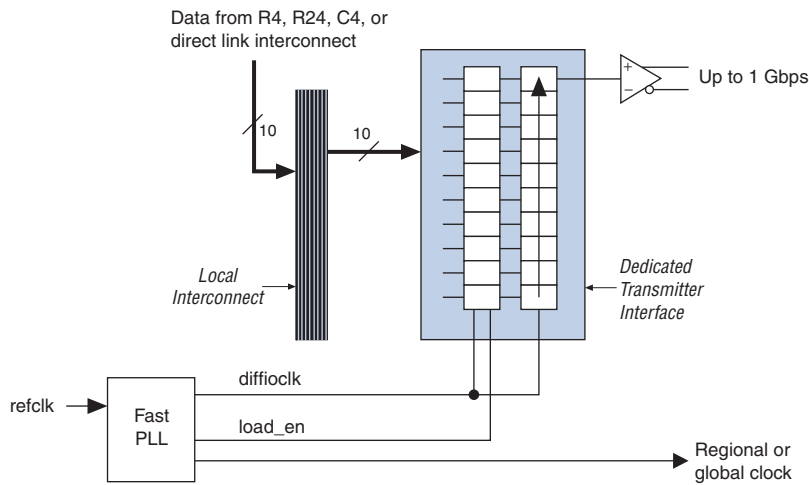 Data from R4, R24, C4, or
direct link interconnect
10
10
+
–
Up to 1 Gbps
Local
Interconnect
Dedicated
Transmitter
Interface
diffioclk
refclk
Fast
PLL
load_en
Regional or
global clock